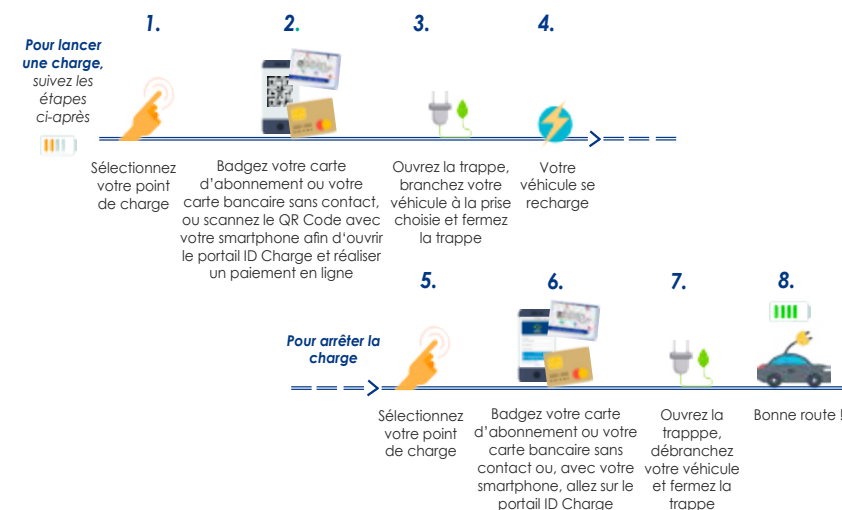 1.
2.
3.
4.
Pour lancer
une charge,
suivez les
étapes
ci-après
Sélectionnez
votre point
de charge
Badgez votre carte
d'abonnement ou votre
carte bancaire sans contact,
ou scannez le QR Code avec
votre smartphone afin d'ouvrir
le portail ID Charge et réaliser
un paiement en ligne
Ouvrez la trappe,
branchez votre
véhicule à la prise
choisie et fermez
la trappe
Votre
véhicule se
recharge
5.
6.
7.
8.
Pour arrêter la
charge
Sélectionnez
votre point
de charge
Badgez votre carte
d'abonnement ou votre
carte bancaire sans
contact ou, avec votre
smartphone, allez sur le
portail ID Charge
Ouvrez la
trapppe,
débranchez
votre véhicule
et fermez la
trappe
Bonne route !